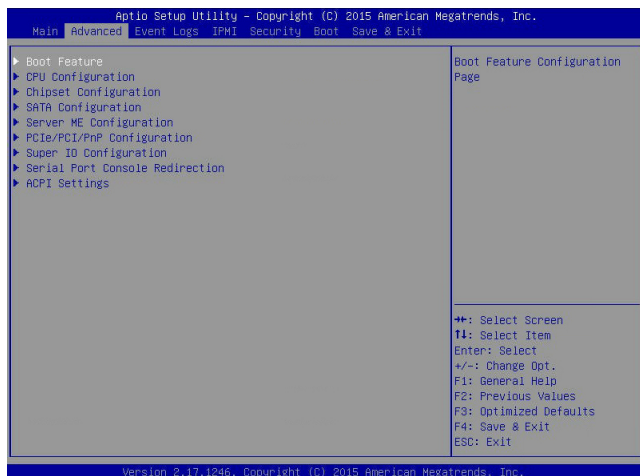 Aptio Setup Utility – Copyright (C) 2015 American Megatrends, Inc.
Main Advanced Event Logs IPMI Security Boot Save & Exit
Boot Feature
CPU Configuration
Chipset Configuration
SATA Configuration
Server ME Configuration
PCIe/PCI/PnP Configuration
Super IO Configuration
Serial Port Console Redirection
ACPI Settings
Boot Feature Configuration
Page
→←: Select Screen
↑↓: Select Item
Enter: Select
+/-: Change Opt.
F1: General Help
F2: Previous Values
F3: Optimized Defaults
F4: Save & Exit
ESC: Exit
Version 2.17.1246. Copyright (C) 2015 American Megatrends, Inc.